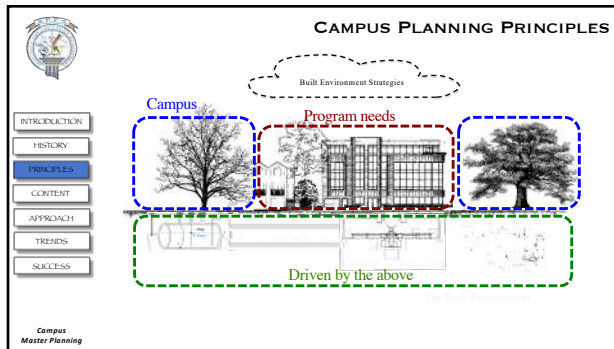 CAMPUS PLANNING PRINCIPLES
Built Environment Strategies
Campus
Program needs
INTRODUCTION
HISTORY
PRINCIPLES
CONTENT
APPROACH
TRENDS
SUCCESS
Driven by the above
The Built Environment
Campus
Master Planning